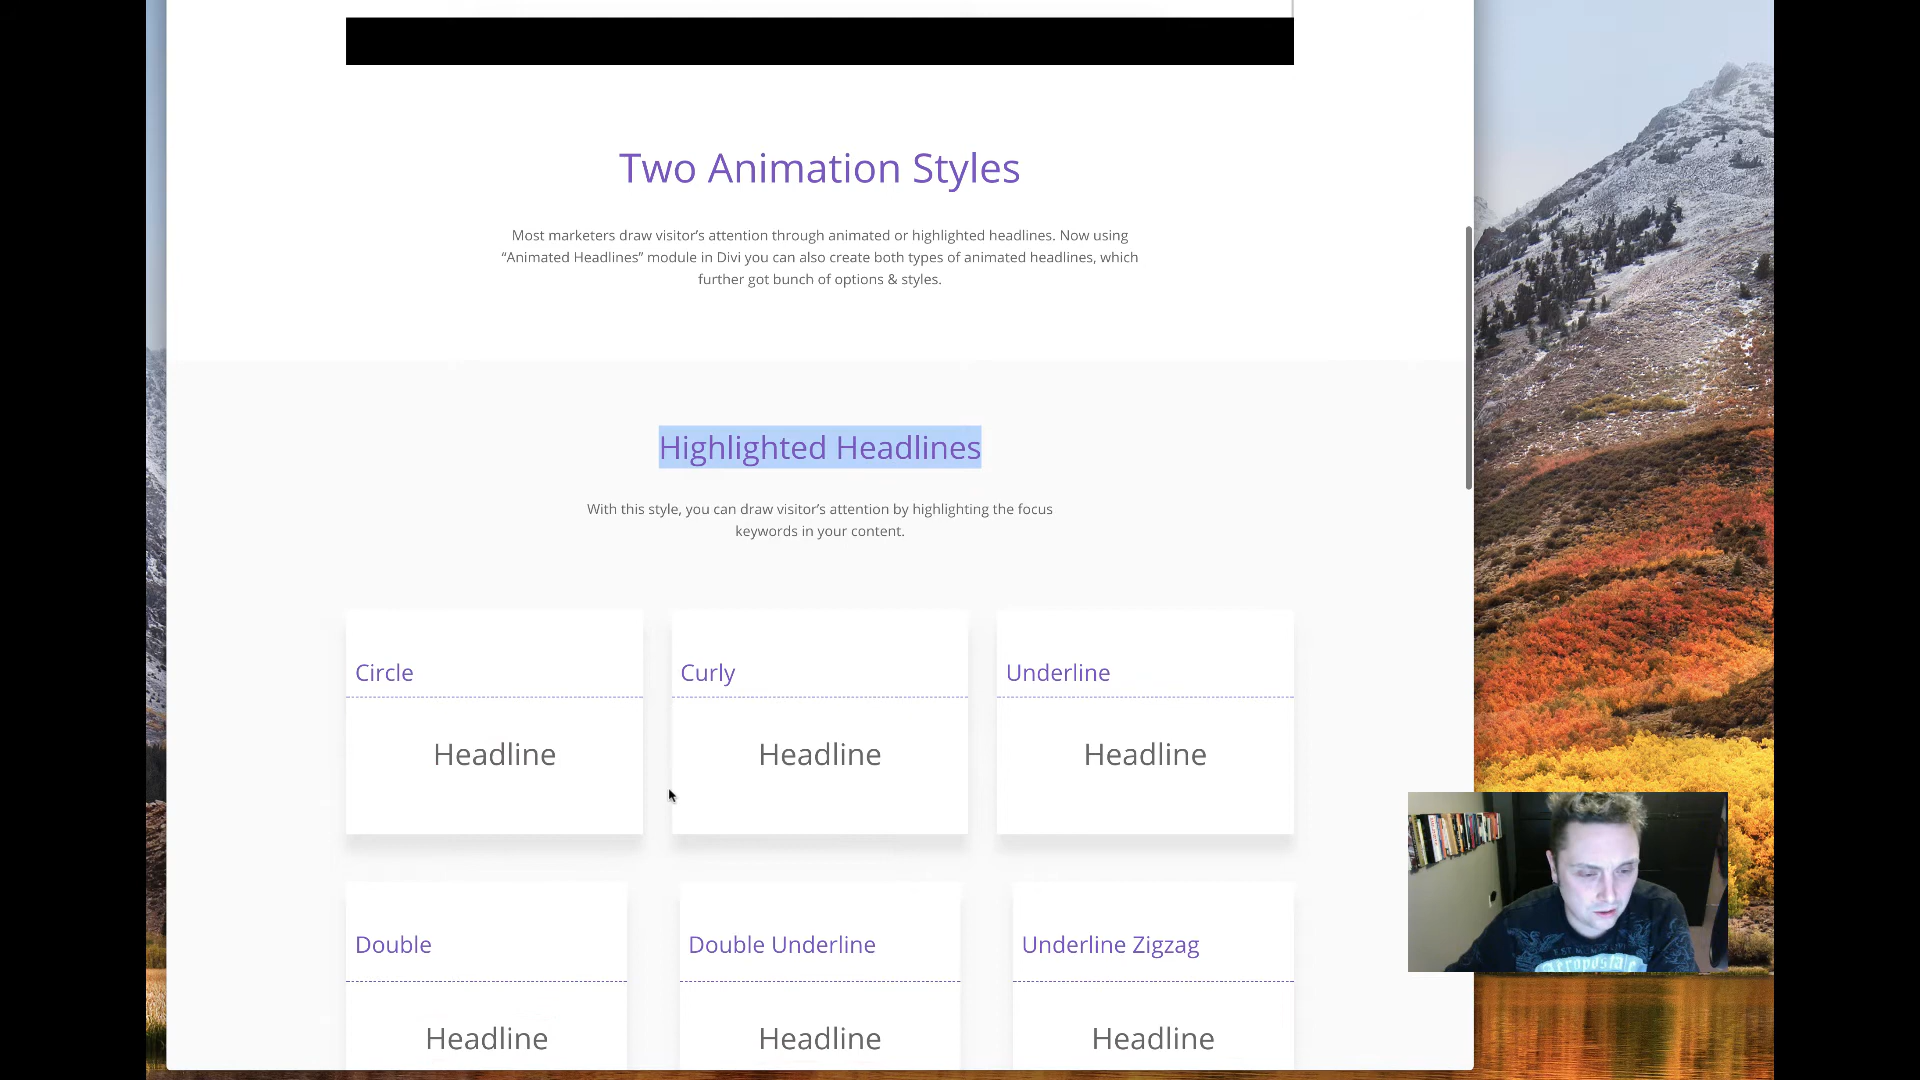 Two Animation Styles
Most marketers draw visitor’s attention through animated or highlighted headlines. Now using
“Animated Headlines” module in Divi you can also create both types of animated headlines, which
further got bunch of options & styles.
Highlighted Headlines
With this style, you can draw visitor’s attention by highlighting the focus
keywords in your content.
Circle
Curly
Underline
Headline
Headline
Headline
Double
Double Underline
Underline Zigzag
Headline
Headline
Headline